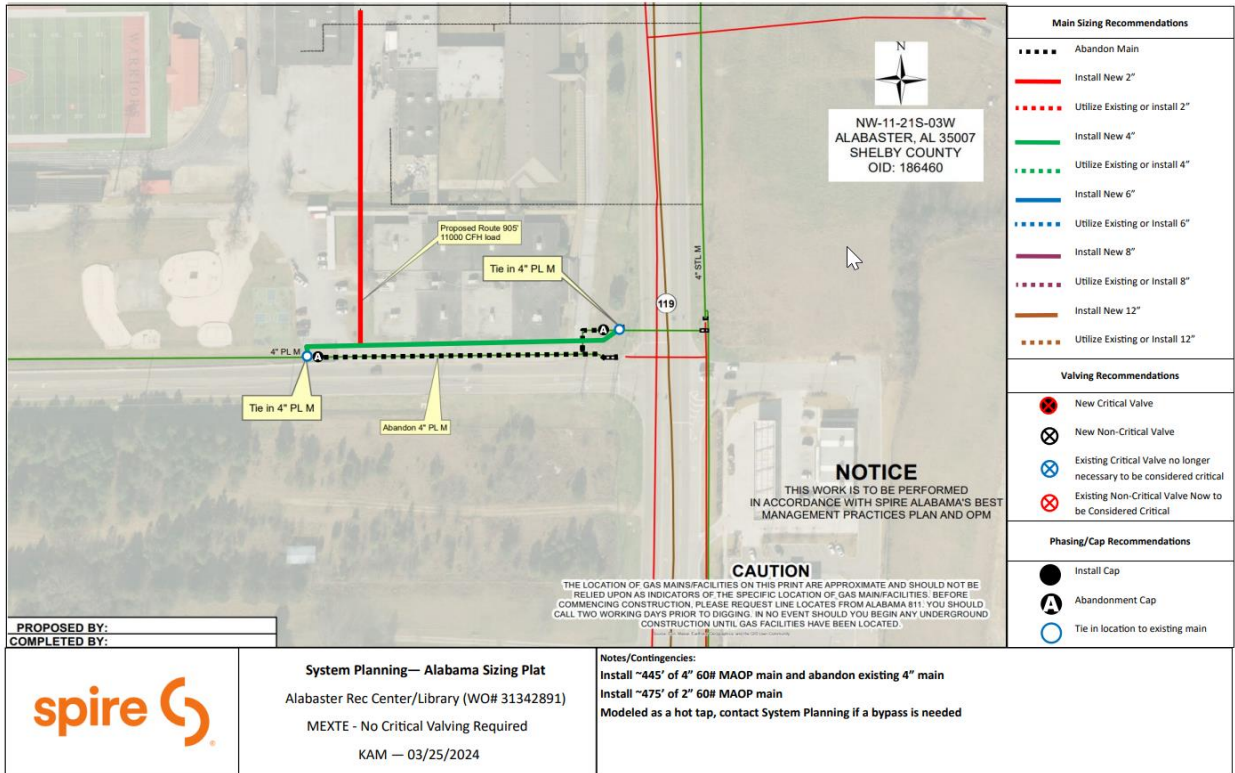 WARRIORS
Proposed Route 905'
11000 CFH load
Tie in 4" PL M
4" STL M
119
4" PL M
A
A
Tie in 4" PL M
Abandon 4" PL M
N
NW-11-21S-03W
ALABASTER, AL 35007
SHELBY COUNTY
OID: 186460
NOTICE
THIS WORK IS TO BE PERFORMED
IN ACCORDANCE WITH SPIRE ALABAMA'S BEST
MANAGEMENT PRACTICES PLAN AND OPM
CAUTION
THE LOCATION OF GAS MAINS/FACILITIES ON THIS PRINT ARE APPROXIMATE AND SHOULD NOT BE
RELIED UPON AS INDICATORS OF THE SPECIFIC LOCATION OF GAS MAIN/FACILITIES. BEFORE
COMMENCING CONSTRUCTION, PLEASE REQUEST LINE LOCATES FROM ALABAMA 811. YOU SHOULD
CALL TWO WORKING DAYS PRIOR TO DIGGING. IN NO EVENT SHOULD YOU BEGIN ANY UNDERGROUND
CONSTRUCTION UNTIL GAS FACILITIES HAVE BEEN LOCATED.
PROPOSED BY:
COMPLETED BY:
Main Sizing Recommendations
Abandon Main
Install New 2"
Utilize Existing or install 2"
Install New 4"
Utilize Existing or install 4"
Install New 6"
Utilize Existing or Install 6"
Install New 8"
Utilize Existing or Install 8"
Install New 12"
Utilize Existing or Install 12"
Valving Recommendations
New Critical Valve
New Non-Critical Valve
Existing Critical Valve no longer
necessary to be considered critical
Existing Non-Critical Valve Now to
be Considered Critical
Phasing/Cap Recommendations
Install Cap
A
Abandonment Cap
Tie in location to existing main
spire
System Planning— Alabama Sizing Plat
Alabaster Rec Center/Library (WO# 31342891)
MEXTE - No Critical Valving Required
KAM — 03/25/2024
Notes/Contingencies:
Install ~445' of 4" 60# MAOP main and abandon existing 4" main
Install ~475' of 2" 60# MAOP main
Modeled as a hot tap, contact System Planning if a bypass is needed